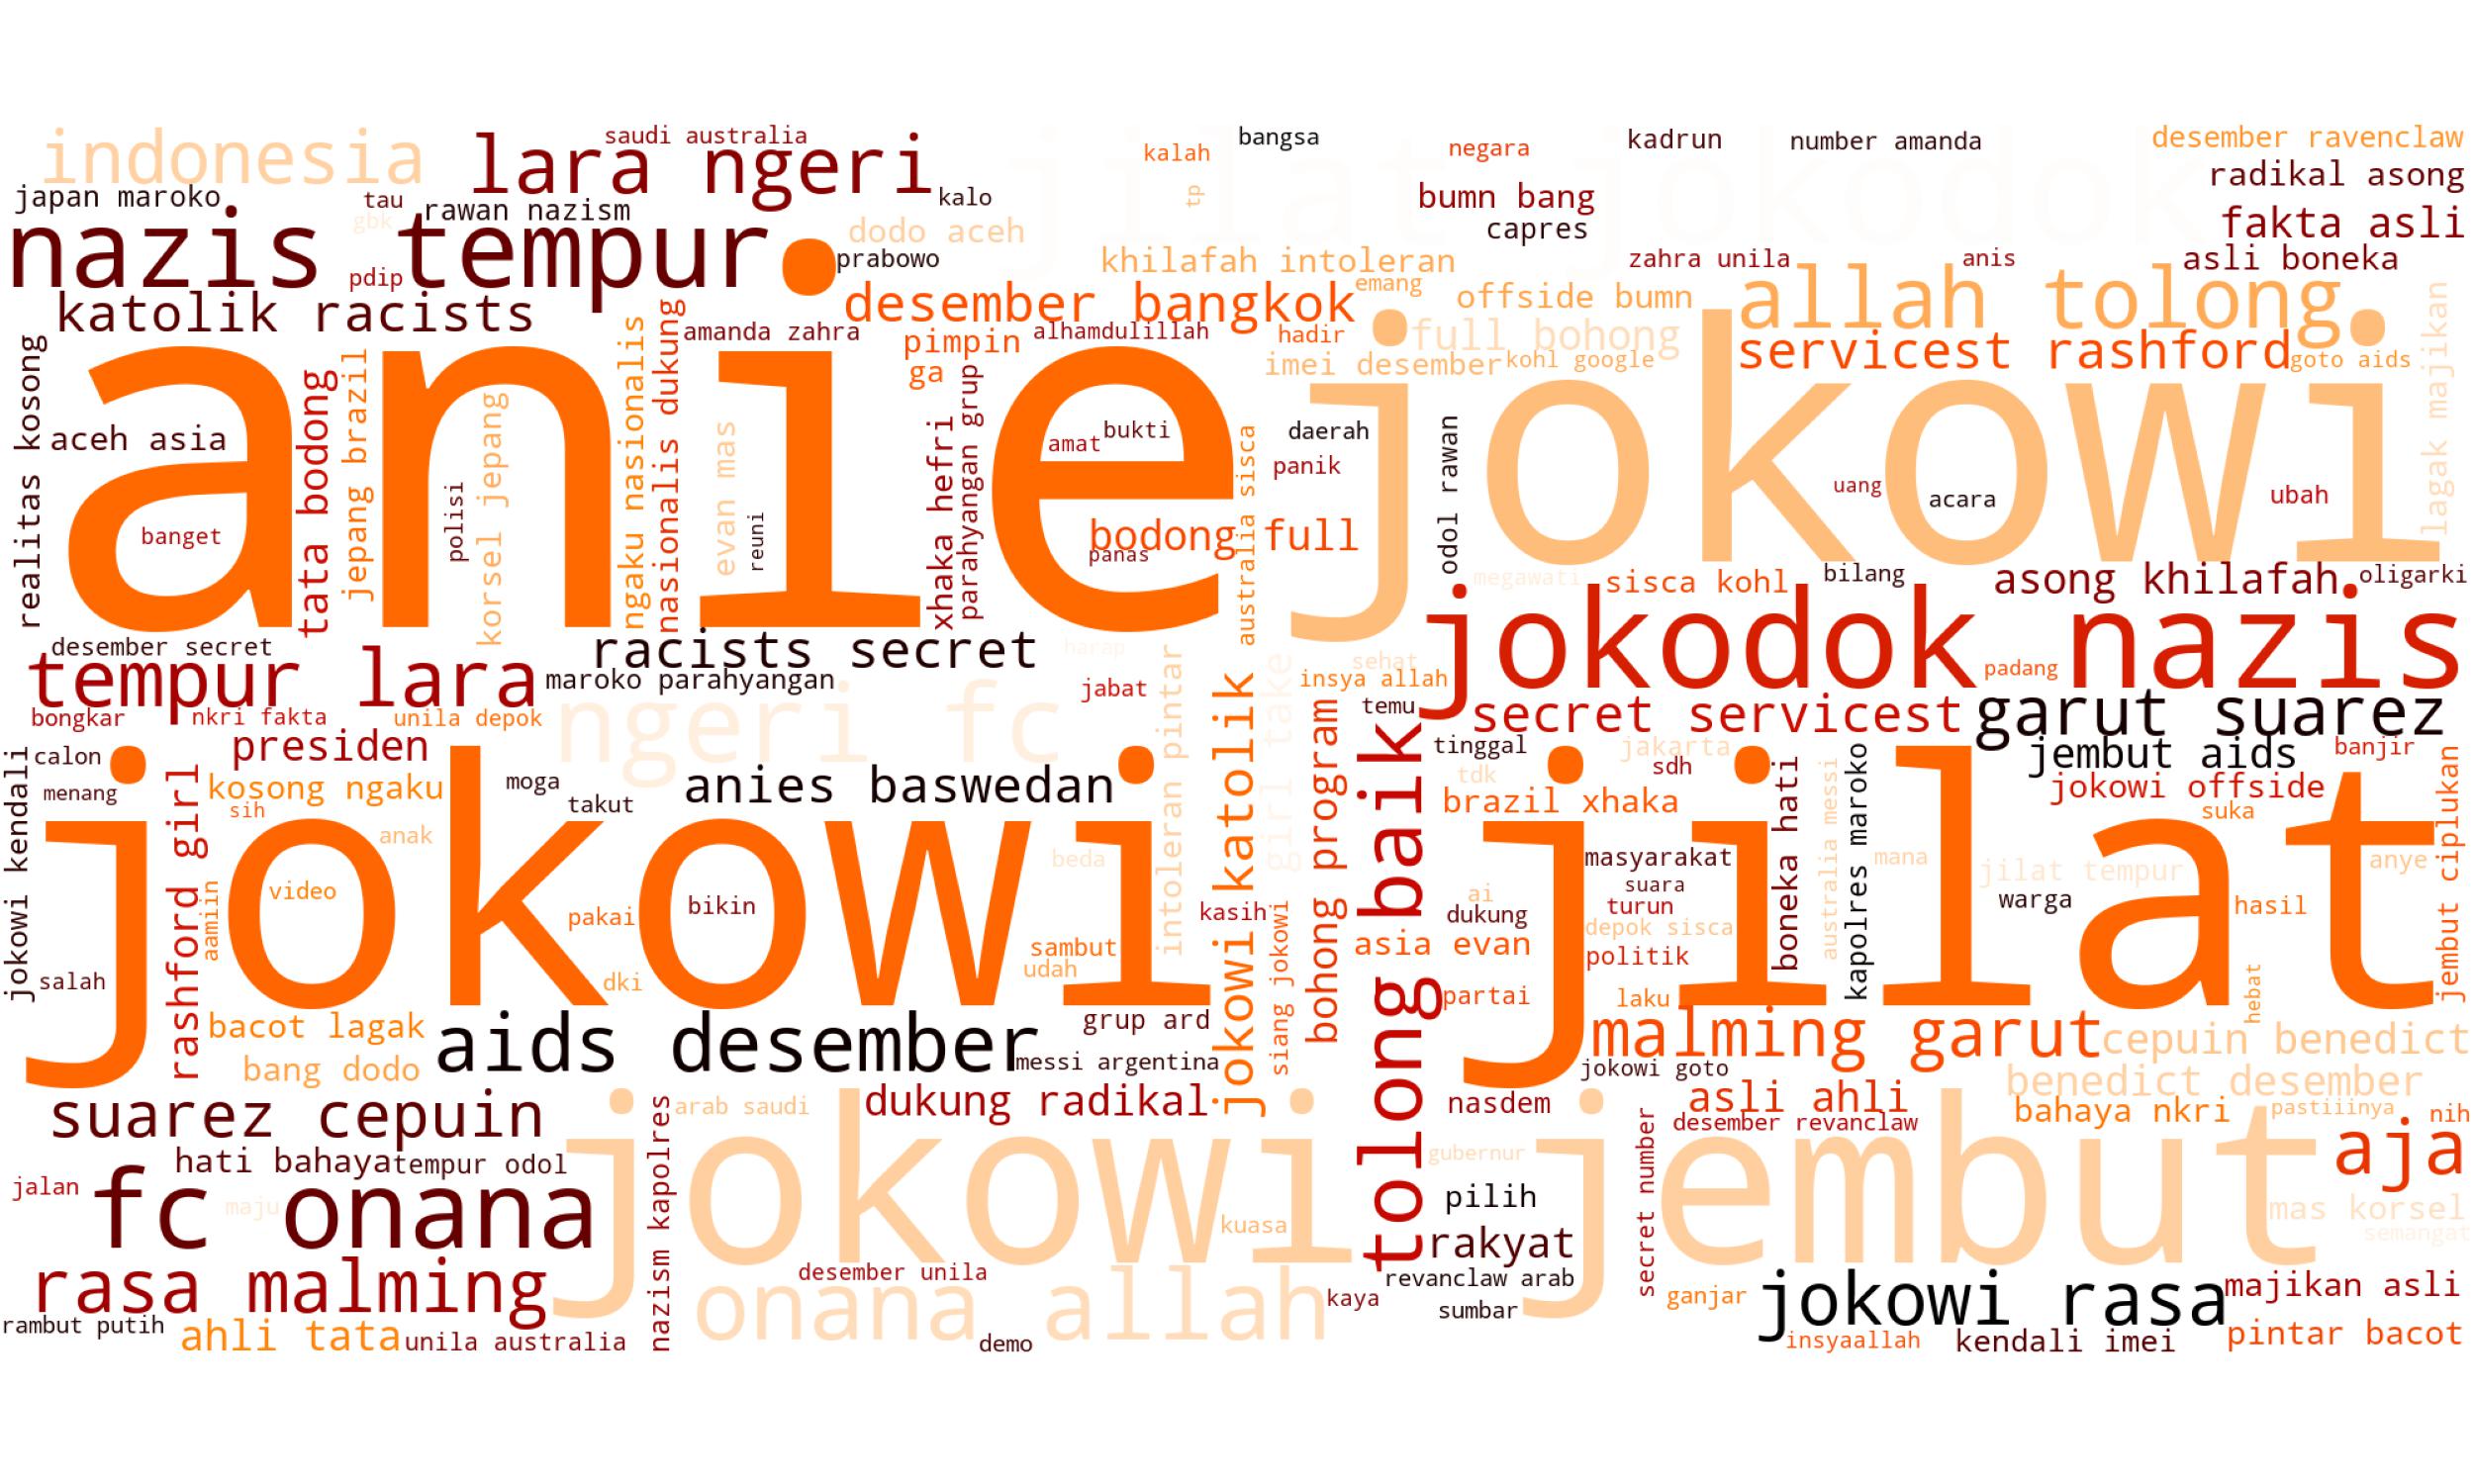 indonesia
saudi australia
lara ngeri
kalah
bangsa
negara
kadrun
number amanda
desember ravenclaw
radikal asong
japan maroko
tau
gbk
rawan nazism
kalo
tp
bumn bang
capres
fakta asli
nazis tempur
dodo aceh
prabowo
pdip
khilafah intoleran
zahra unila
anis
asli boneka
katolik racists
desember bangkok
emang
offside bumn
allah tolong
amanda zahra
pimpin
alhamdulillah
hadir
full bohong
servicest rashford
goto aids
ga
imei desember
kohl google
realitas kosong
aceh asia
anie
tata bodong
jepang brazil
banget
polisi
korsel jepang
ngaku nasionalis
nasionalis dukung
evan mas
reuni
xhaka hefri
parahyangan grup
amat
bukti
bodong full
panas
australia sisca
daerah
panik
odol rawan
jokowi
uang
acara
ubah
lagak majikan
megawati
sisca kohl
bilang
asong khilafah
oligarki
desember secret
racists secret
harap
sehat
jokodok nazis
padang
tempur lara
maroko parahyangan
jabat
insya allah
temu
bongkar
nkri fakta
unila depok
ngeri fc
secret servicest
garut suarez
calon
presiden
tinggal
jakarta
jembut aids
banjir
jokowi kendali
menang
kosong ngaku
sih
moga
takut
anies baswedan
tdk
sdh
jokowi offside
suka
brazil xhaka
jokowi
rashford girl
aamiin
anak
video
pakai
bikin
beda
intoleran pintar
jokowi katolik
girl take
bohong program
tolong baik
jilat
masyarakat
suara
turun
ai
dukung
depok sisca
boneka hati
australia messi
kapolres maroko
mana
jilat tempur
warga
anye
hasil
jembut ciplukan
kasih
siang jokowi
sambut
udah
dki
salah
asia evan
politik
partai
laku
hebat
bacot lagak
bang dodo
aids desember
grup ard
messi argentina
malming garut
cepuin benedict
jokowi goto
benedict desember
suarez cepuin
arab saudi
dukung radikal
nasdem
asli ahli
desember revanclaw
bahaya nkri
pastiiinya
nih
hati bahaya
tempur odol
nazism kapolres
jokowi
gubernur
secret number
jembut
aja
jalan
fc onana
maju
kuasa
pilih
mas korsel
semangat
rakyat
rasa malming
desember unila
onana allah
kaya
revanclaw arab
sumbar
ganjar
jokowi rasa
majikan asli
rambut putih
ahli tata
unila australia
demo
insyaallah
kendali imei
pintar bacot